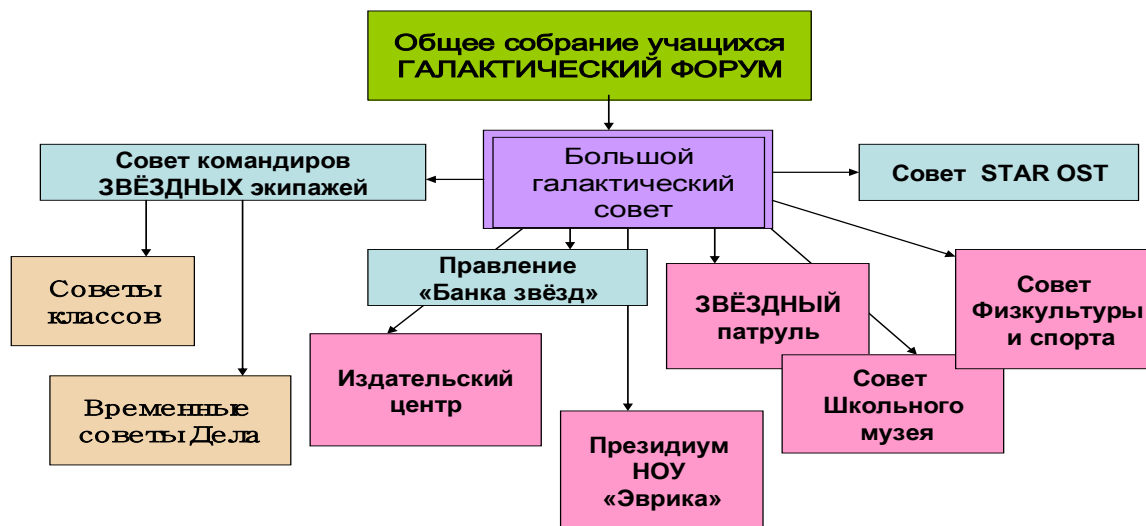 Общее собрание учащихся
ГАЛАКТИЧЕСКИЙ ФОРУМ
Совет командиров
ЗВЁЗДНЫХ экипажей
Большой
галактический
совет
Совет STAR OST
Правление
«Банка звёзд»
Советы
классов
Временные
советы Дела
Издательский
центр
Президиум
НОУ
«Эврика»
ЗВЁЗДНЫЙ
патруль
Совет
Школьного
музея
Совет
Физкультуры
и спорта